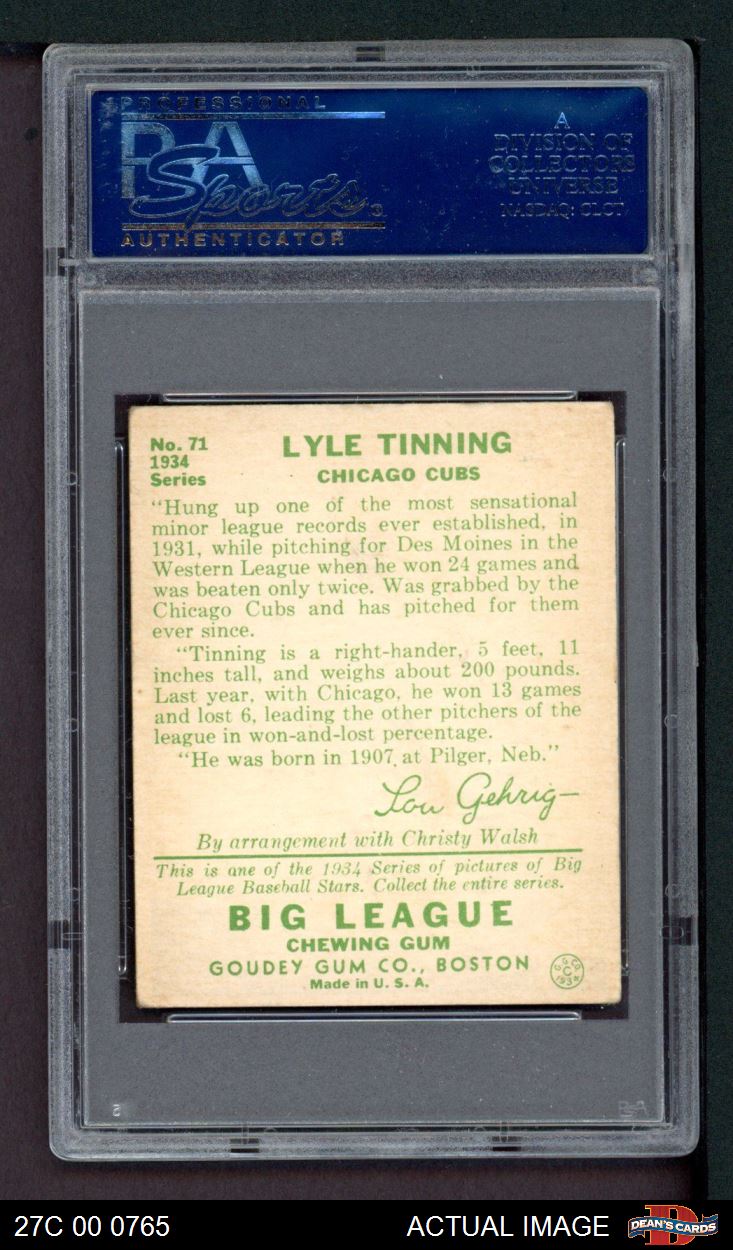 PROFESSIONAL
PSA
Sports
AUTHENTICATOR
A
DIVISION OF
COLLECTORS
UNIVERSE
NASDAQ: CLCT
No. 71
1934
Series
LYLE TINNING
CHICAGO CUBS
"Hung up one of the most sensational
minor league records ever established, in
1931, while pitching for Des Moines in the
Western League when he won 24 games and
was beaten only twice. Was grabbed by the
Chicago Cubs and has pitched for them
ever since.
"Tinning is a right-hander, 5 feet, 11
inches tall, and weighs about 200 pounds.
Last year, with Chicago, he won 13 games
and lost 6, leading the other pitchers of the
league in won-and-lost percentage.
"He was born in 1907 at Pilger, Neb."
Lou Gehrig
By arrangement with Christy Walsh
This is one of the 1934 Series of pictures of Big
League Baseball Stars. Collect the entire series.
BIG LEAGUE
CHEWING GUM
GOUDEY GUM CO., BOSTON
Made in U. S. A.
G. G. CO.
C
1934
PSA
27C 00 0765
ACTUAL IMAGE
DEAN'S CARDS